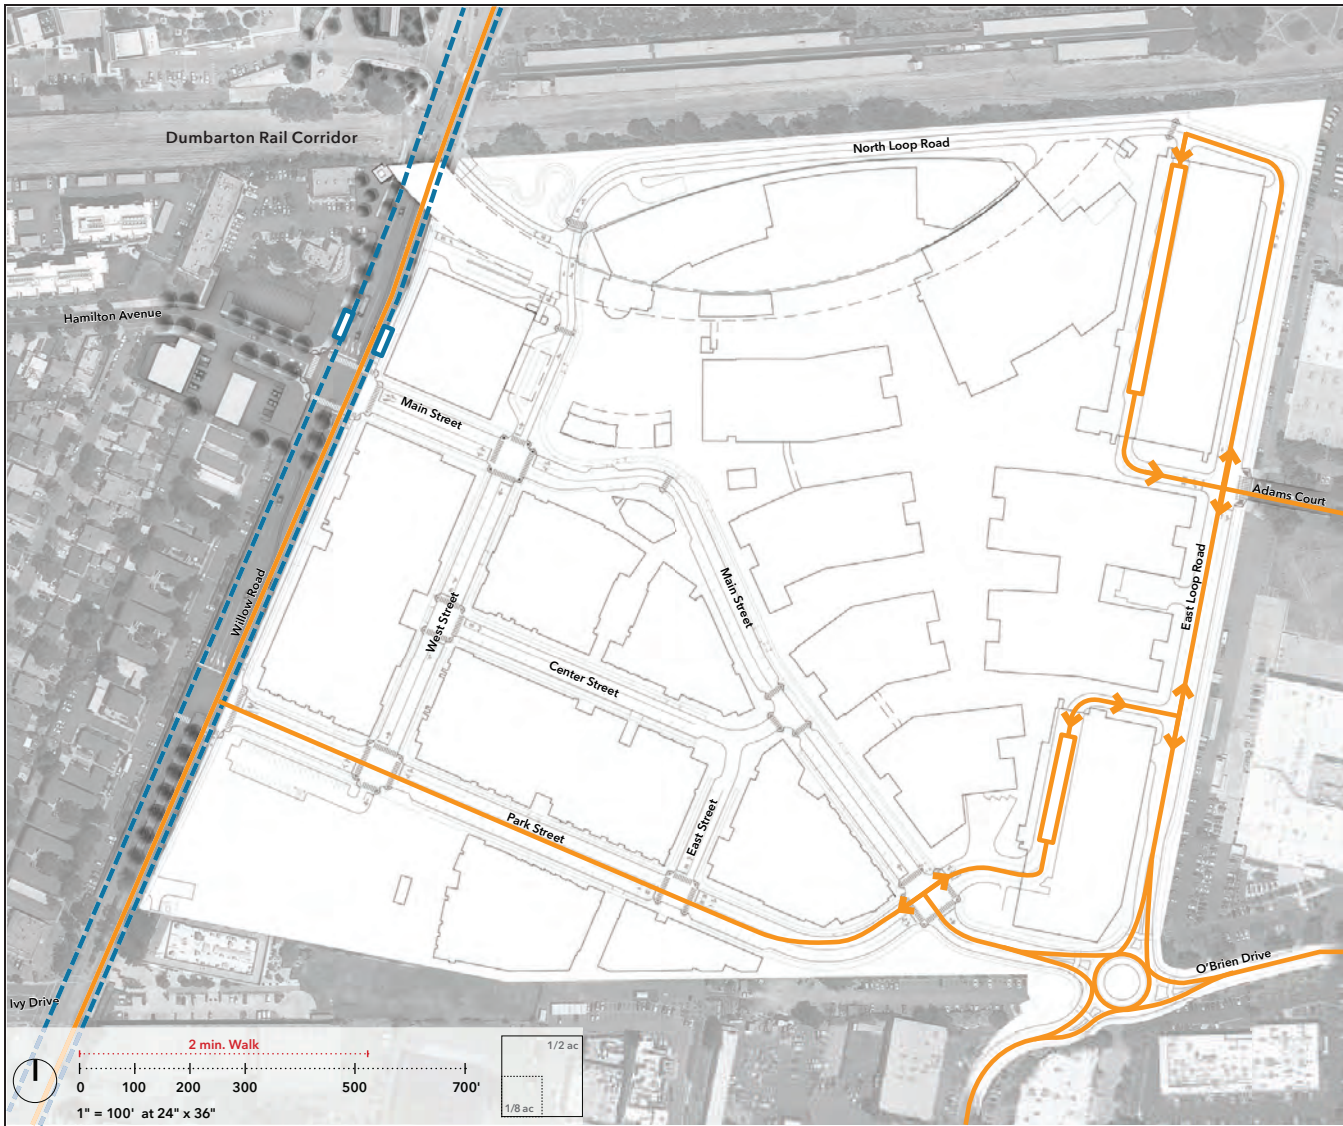 Dumbarton Rail Corridor
North Loop Road
Hamilton Avenue
Main Street
Adams Court
Willow Road
West Street
Main Street
East Loop Road
Center Street
Park Street
East Street
O'Brien Drive
Ivy Drive
2 min. Walk
0 100 200 300 500 700'
1" = 100' at 24" x 36"
1/2 ac
1/8 ac